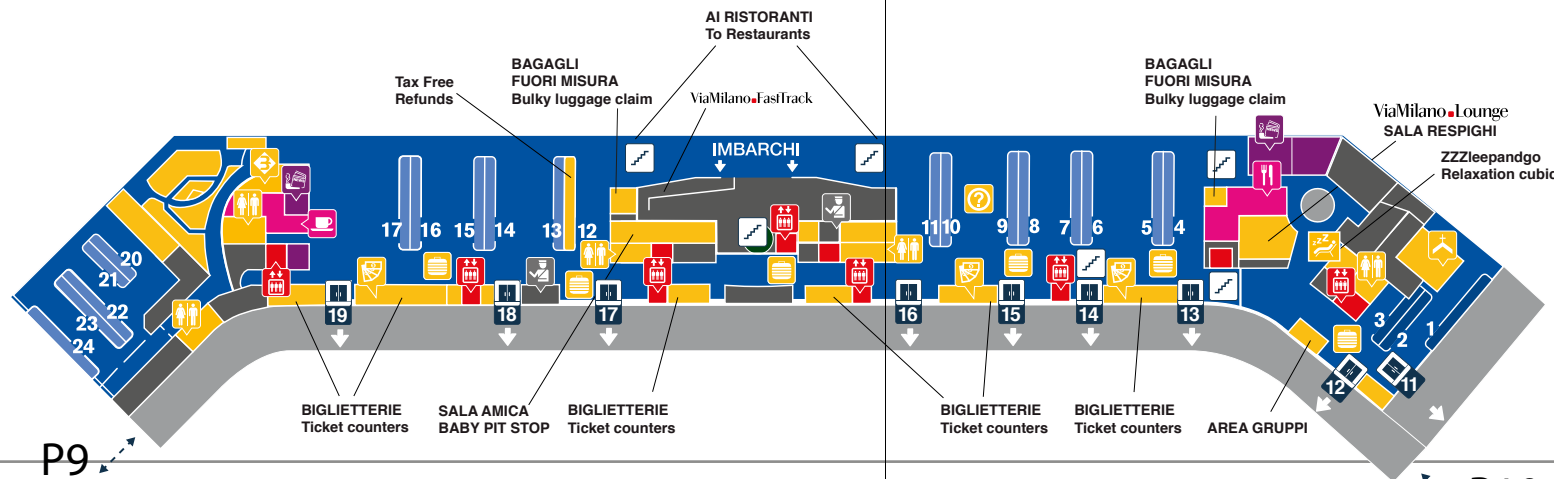 AI RISTORANTI
To Restaurants
BAGAGLI
FUORI MISURA
Bulky luggage claim
Tax Free
Refunds
ViaMilano FastTrack
BAGAGLI
FUORI MISURA
Bulky luggage claim
ViaMilano Lounge
SALA RESPIGHI
ZZZleepandgo
Relaxation cubic
IMBARCHI
3
?
zzZ
17 16 15 14 13 12 11 10 9 8 7 6 5 4
20
21
22
23
24
3
2
1
19
18
17
16
15
14
13
12
11
BIGLIETTERIE
Ticket counters
SALA AMICA
BABY PIT STOP
BIGLIETTERIE
Ticket counters
BIGLIETTERIE
Ticket counters
BIGLIETTERIE
Ticket counters
AREA GRUPPI
P9